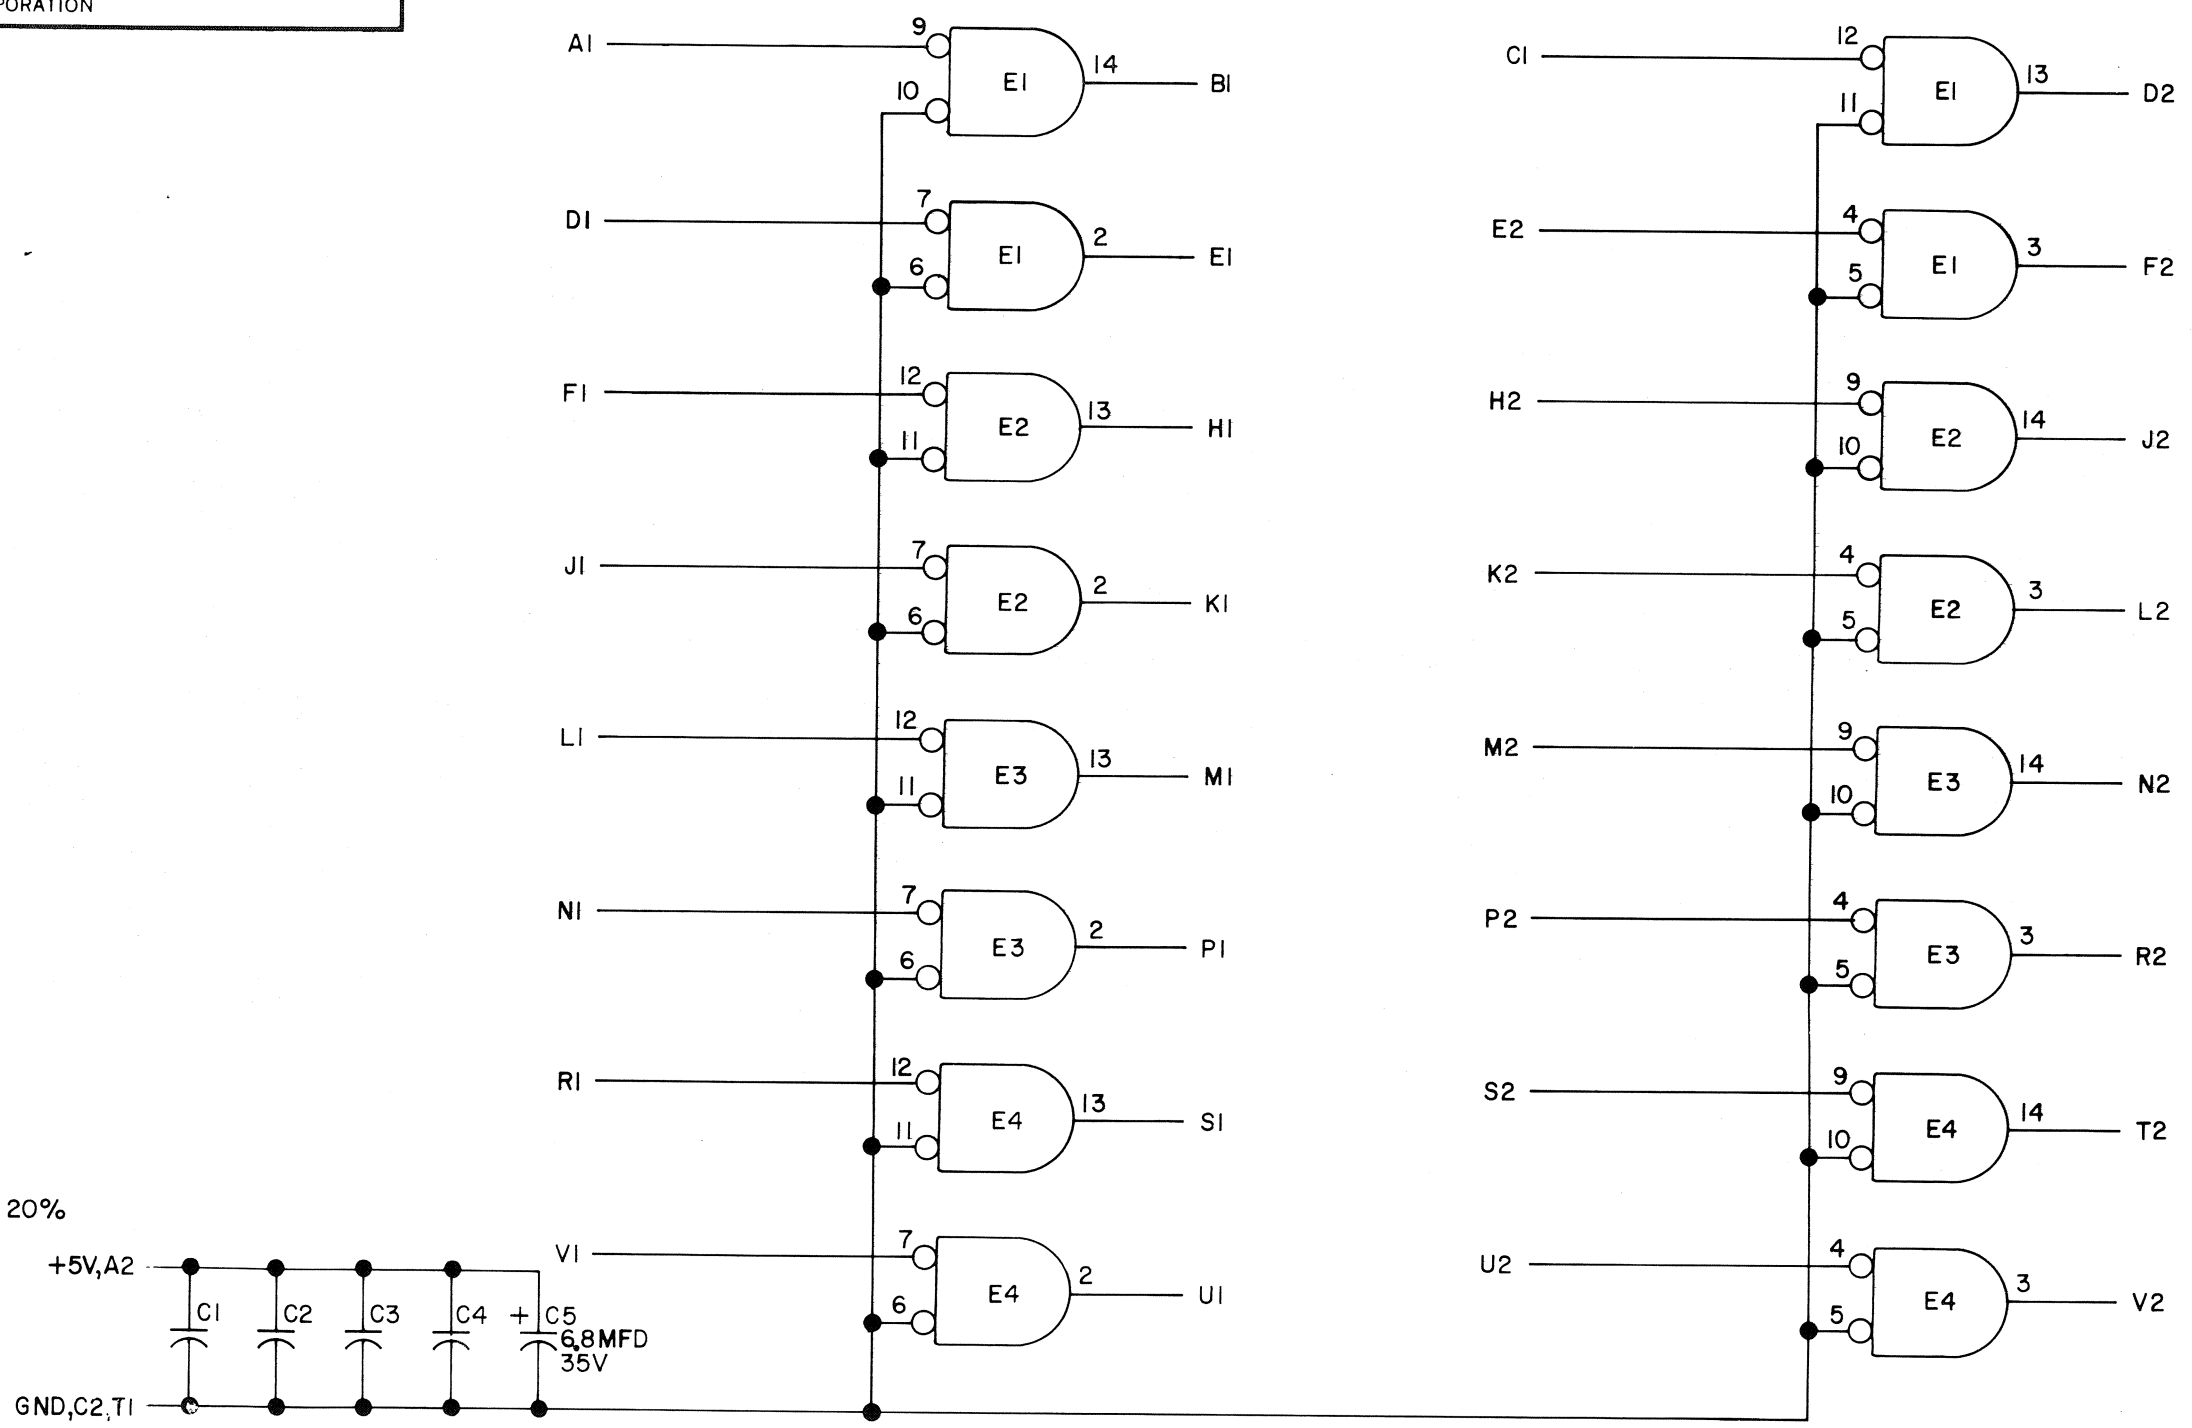 PORATION
A1 9 10 E1 14 B1
C1 12 11 E1 13 D2
D1 7 6 E1 2 E1
E2 4 5 E1 3 F2
F1 12 11 E2 13 H1
H2 9 10 E2 14 J2
J1 7 6 E2 2 K1
K2 4 5 E2 3 L2
L1 12 11 E3 13 M1
M2 9 10 E3 14 N2
N1 7 6 E3 2 P1
P2 4 5 E3 3 R2
R1 12 11 E4 13 S1
S2 9 10 E4 14 T2
V1 7 6 E4 2 U1
U2 4 5 E4 3 V2
20%
+5V,A2
C1 C2 C3 C4 + C5
6.8MFD
35V
GND,C2,T1